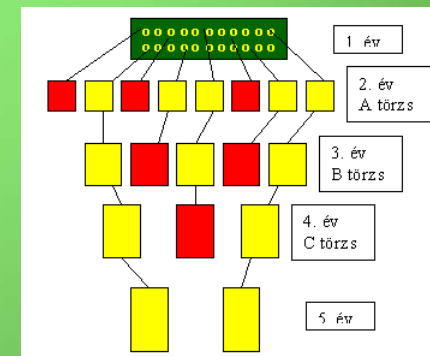 1. év
2. év
A törzs
3. év
B törzs
4. év
C törzs
5. év